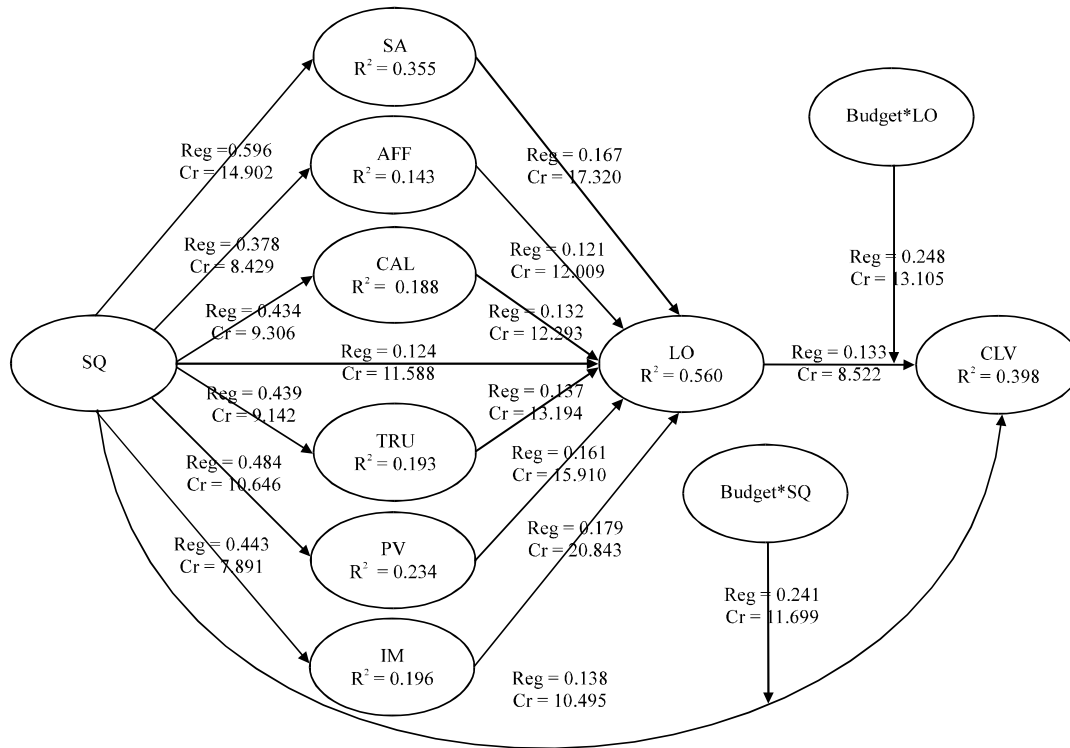 SA
R² = 0.355
Budget*LO
Reg =0.596
Cr = 14.902
AFF
R² = 0.143
Reg = 0.167
Cr = 17.320
Reg = 0.378
Cr = 8.429
CAL
R² = 0.188
Reg = 0.121
Cr = 12.009
Reg = 0.248
Cr = 13.105
Reg = 0.434
Cr = 9.306
Reg = 0.132
Cr = 12.293
SQ
Reg = 0.124
Cr = 11.588
LO
R² = 0.560
Reg = 0.133
Cr = 8.522
CLV
R² = 0.398
Reg = 0.439
Cr = 9.142
TRU
R² = 0.193
Reg = 0.137
Cr = 13.194
Reg = 0.484
Cr = 10.646
Reg = 0.161
Cr = 15.910
Budget*SQ
Reg = 0.443
Cr = 7.891
PV
R² = 0.234
Reg = 0.179
Cr = 20.843
Reg = 0.241
Cr = 11.699
IM
R² = 0.196
Reg = 0.138
Cr = 10.495